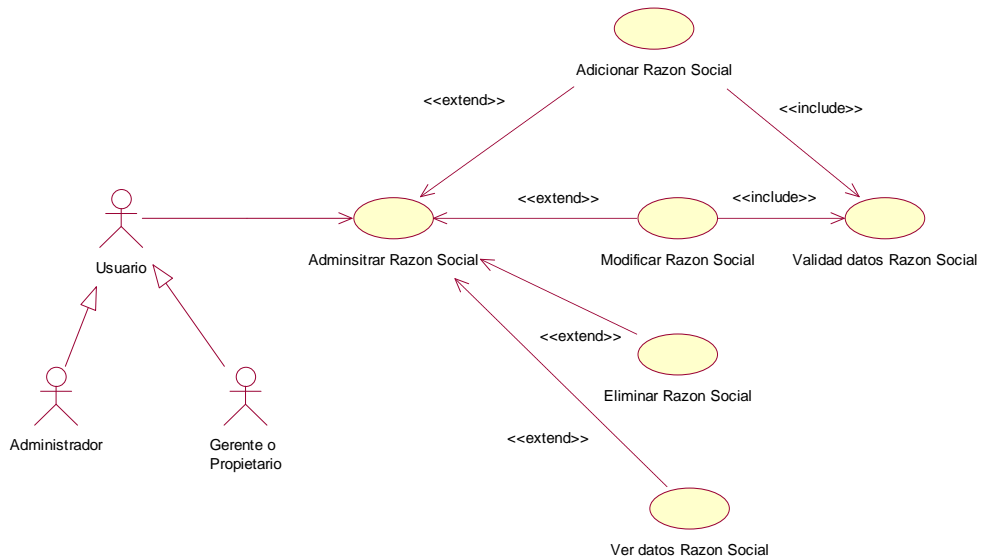 Adicionar Razon Social
<<extend>>
<<include>>
<<extend>>
<<include>>
Usuario
Adminsitrar Razon Social
Modificar Razon Social
Validad datos Razon Social
<<extend>>
Eliminar Razon Social
Administrador
Gerente o
Propietario
<<extend>>
Ver datos Razon Social